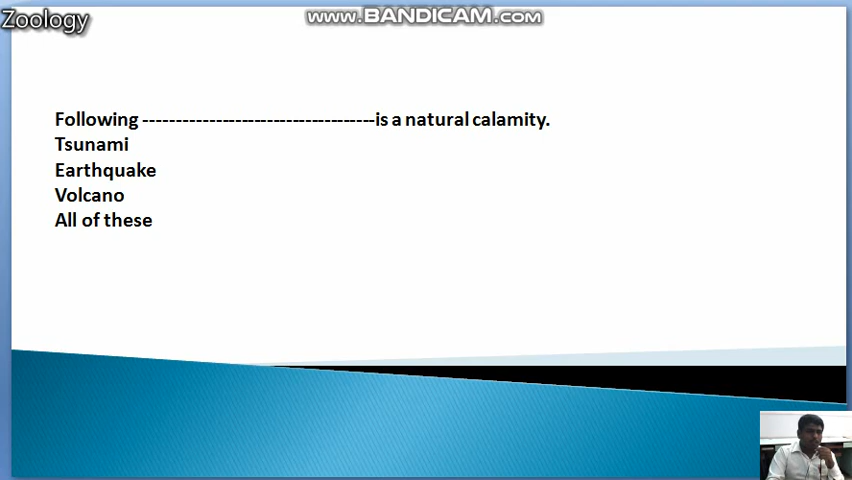 Zoology
www.BANDICAM.com
Following -----------------------------------is a natural calamity.
Tsunami
Earthquake
Volcano
All of these